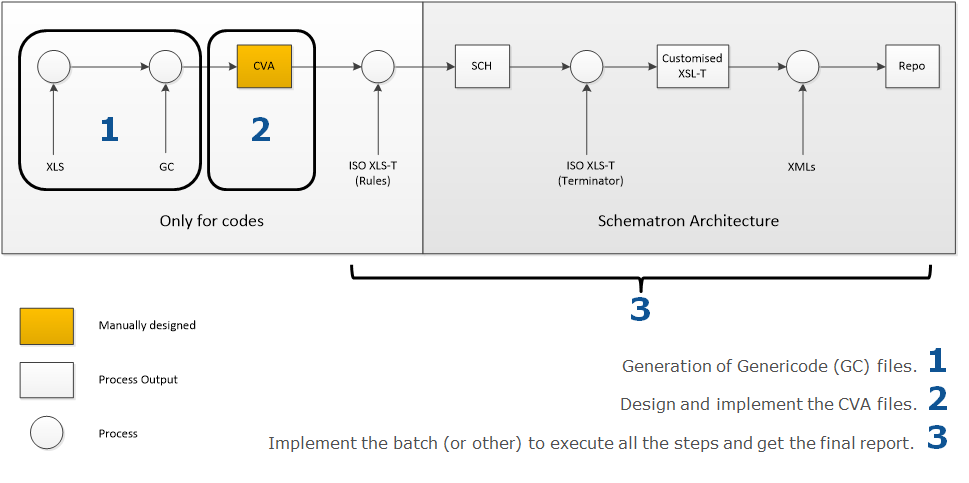 CVA
SCH
Customised
XSL-T
Repo
1
2
XLS
GC
ISO XLS-T
(Rules)
ISO XLS-T
(Terminator)
XMLs
Only for codes
Schematron Architecture
3
Manually designed
Process Output
Process
Generation of Genericode (GC) files. 1
Design and implement the CVA files. 2
Implement the batch (or other) to execute all the steps and get the final report. 3